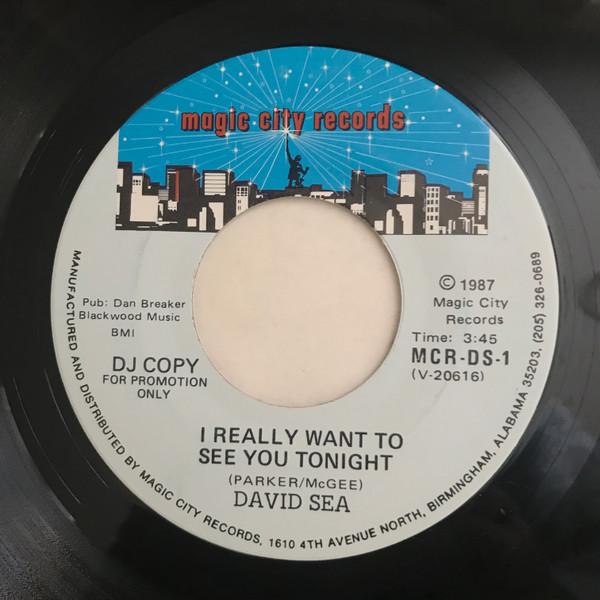 magic city records
Pub: Dan Breaker
Blackwood Music
BMI
DJ COPY
FOR PROMOTION
ONLY
© 1987
Magic City
Records
Time: 3:45
MCR-DS-1
(V-20616)
I REALLY WANT TO
SEE YOU TONIGHT
(PARKER/McGEE)
DAVID SEA
MANUFACTURED AND DISTRIBUTED BY MAGIC CITY RECORDS, 1610 4TH AVENUE NORTH, BIRMINGHAM, ALABAMA 35203, (205) 326-0689